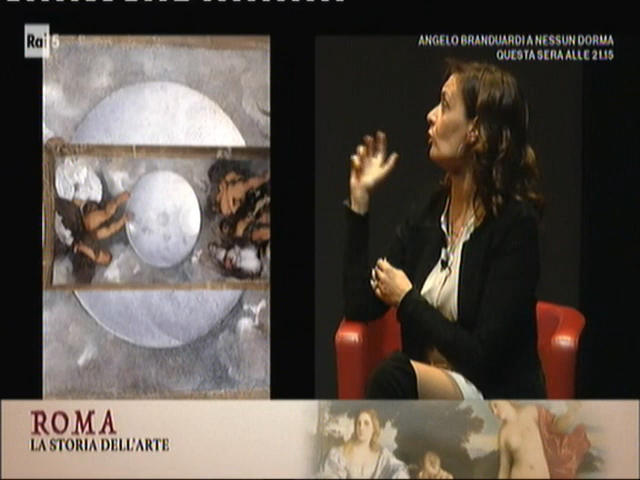 Rai 5
ANGELO BRANDUARDI A NESSUN DORMA
QUESTA SERA ALLE 21.15
ROMA
LA STORIA DELL'ARTE